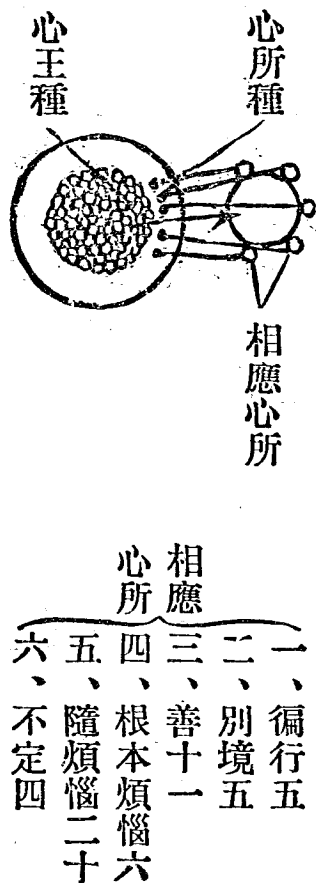 心所種
心王種
相應心所
相應
心所
一、徧行五
二、別境五
三、善十一
四、根本煩惱六
五、隨煩惱二十
六、不定四